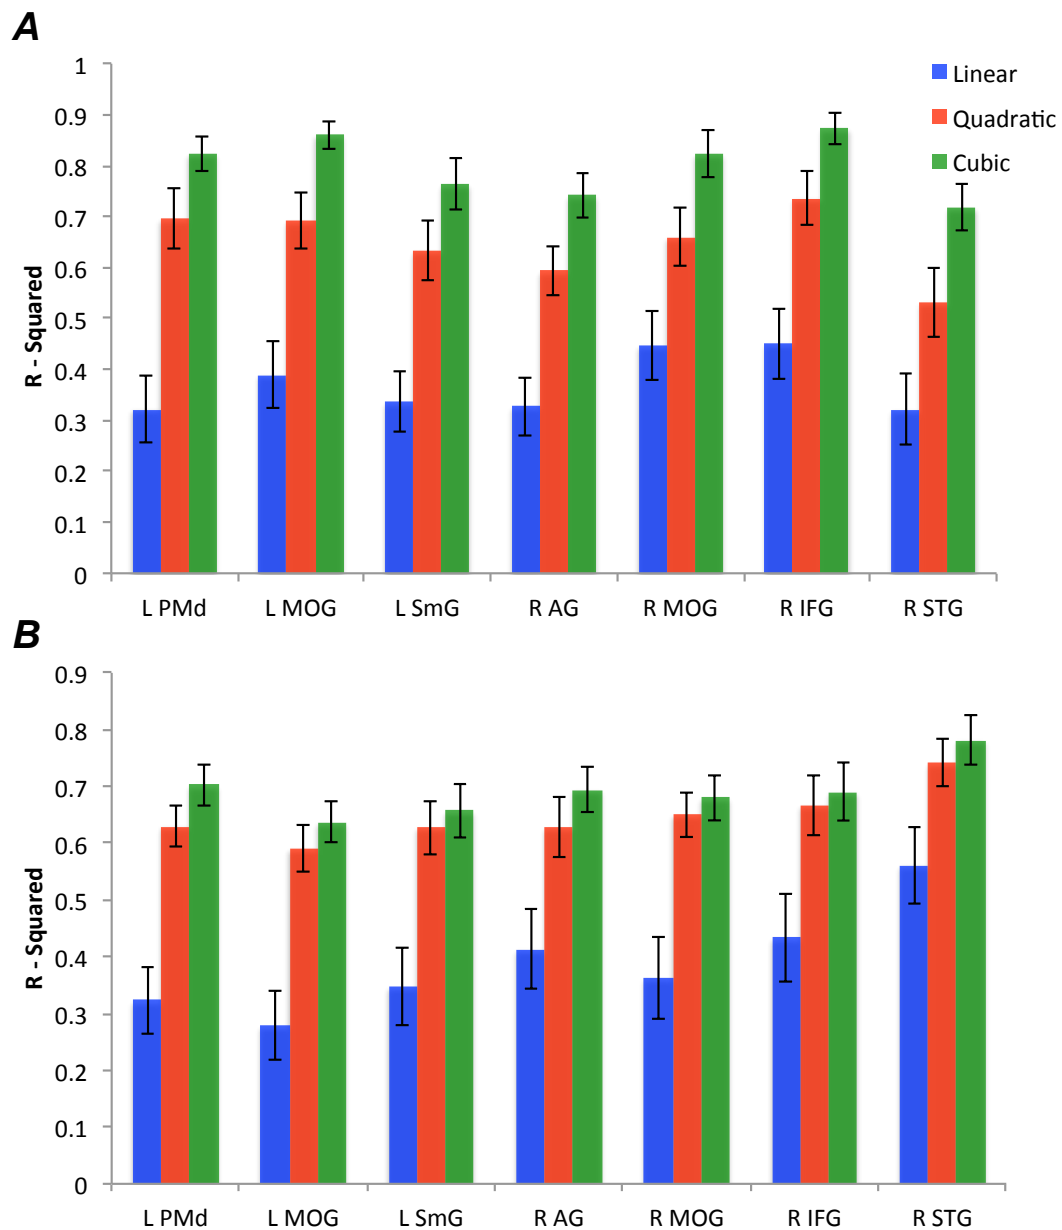 A
1
0.9
0.8
0.7
0.6
0.5
0.4
0.3
0.2
0.1
0
R - Squared
Linear
Quadratic
Cubic
L PMd L MOG L SmG R AG R MOG R IFG R STG
B
0.9
0.8
0.7
0.6
0.5
0.4
0.3
0.2
0.1
0
R - Squared
L PMd L MOG L SmG R AG R MOG R IFG R STG